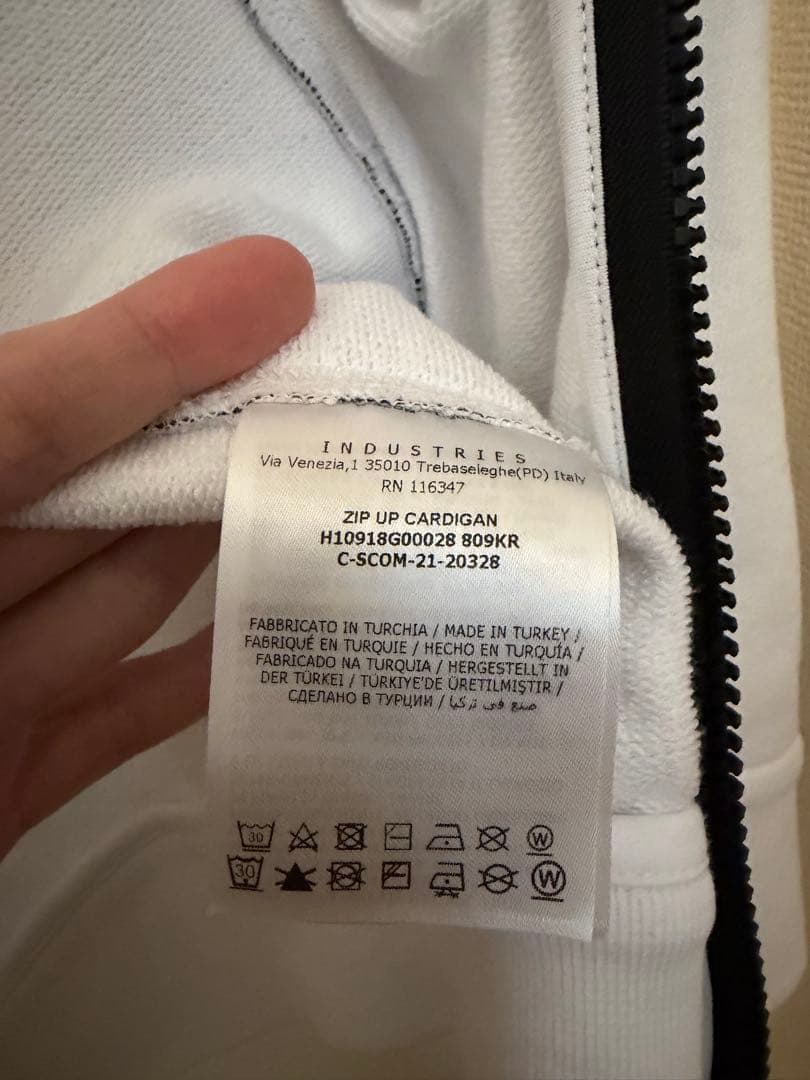 INDUSTRIES
Via Venezia,1 35010 Trebaseleghe(PD) Italy
RN 116347
ZIP UP CARDIGAN
H10918G00028 809KR
C-SCOM-21-20328
FABBRICATO IN TURCHIA / MADE IN TURKEY /
FABRIQUÉ EN TURQUIE / HECHO EN TURQUÍA /
FABRICADO NA TURQUIA / HERGESTELLT IN
DER TÜRKEI / TÜRKIYE'DE ÜRETILMIŞTIR /
СДЕЛАНО В ТУРЦИИ / صنع في تركيا
30 W
30 W